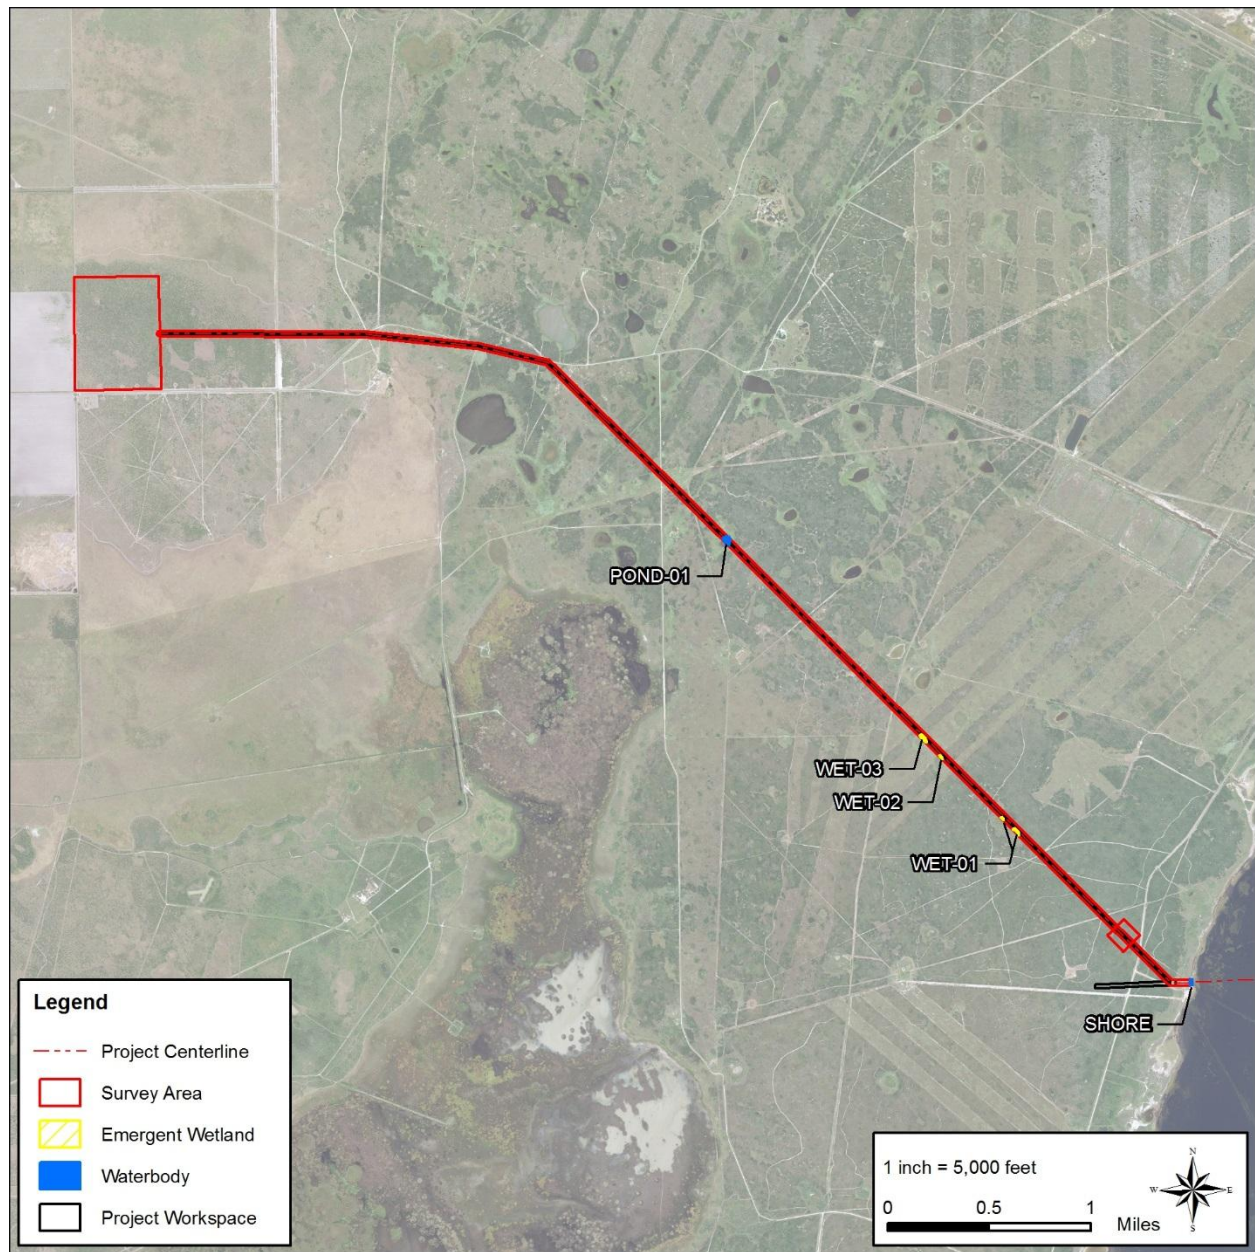 POND-01
WET-03
WET-02
WET-01
SHORE
Legend
Project Centerline
Survey Area
Emergent Wetland
Waterbody
Project Workspace
1 inch = 5,000 feet
0 0.5 1
Miles
N
W E
S